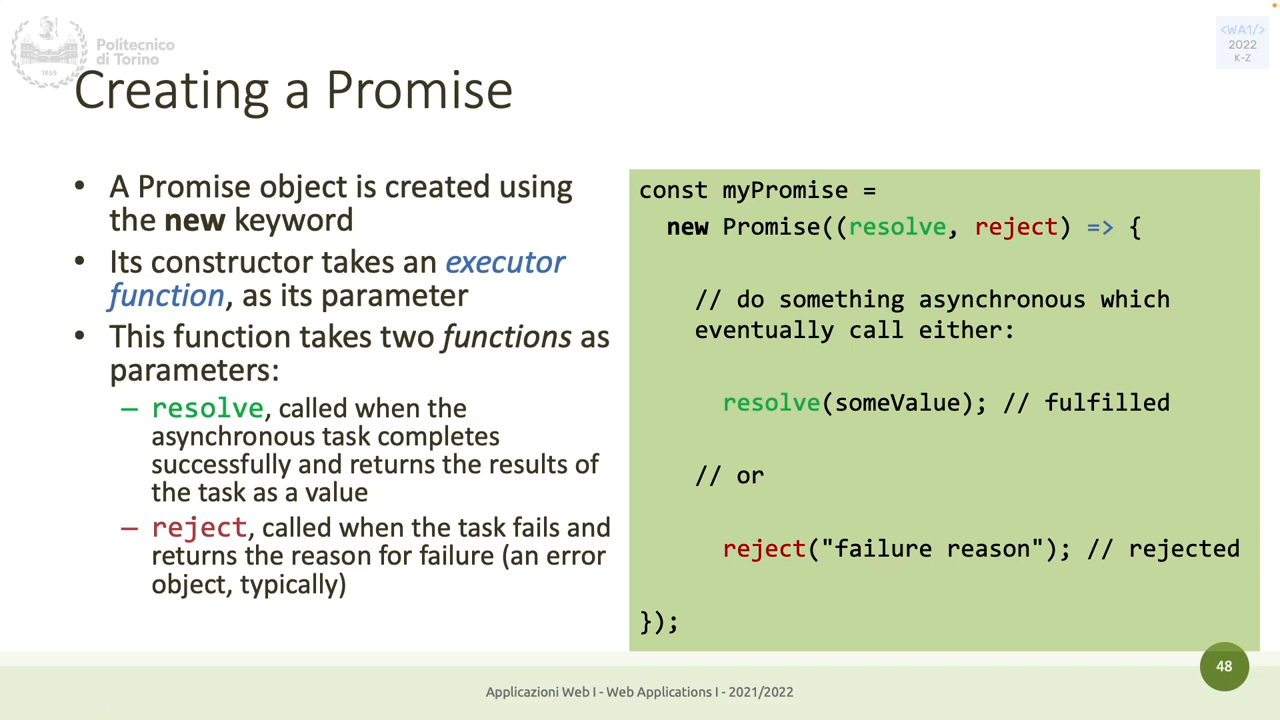 Politecnico
di Torino
1859
<WA1/>
2022
K-Z
Creating a Promise
• A Promise object is created using
the new keyword
• Its constructor takes an executor
function, as its parameter
• This function takes two functions as
parameters:
– resolve, called when the
asynchronous task completes
successfully and returns the results of
the task as a value
– reject, called when the task fails and
returns the reason for failure (an error
object, typically)
const myPromise =
new Promise((resolve, reject) => {
// do something asynchronous which
eventually call either:
resolve(someValue); // fulfilled
// or
reject("failure reason"); // rejected
});
48
Applicazioni Web I - Web Applications I - 2021/2022